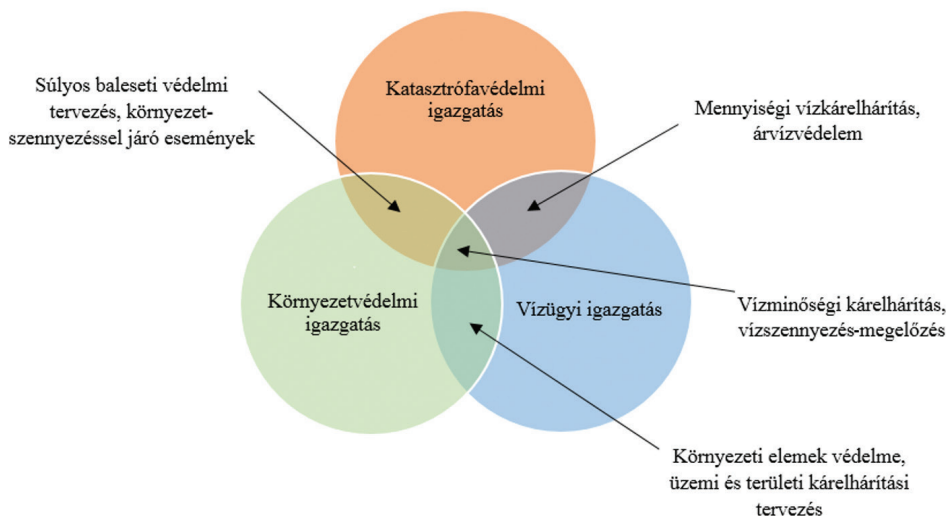 Súlyos baleseti védelmi
tervezés, környezet-
szennyezéssel járó események
Katasztrófavédelmi
igazgatás
Mennyiségi vízkárelhárítás,
árvízvédelem
Környezetvédelmi
igazgatás
Vízügyi igazgatás
Vízminőségi kárelhárítás,
vízszennyezés-megelőzés
Környezeti elemek védelme,
üzemi és területi kárelhárítási
tervezés